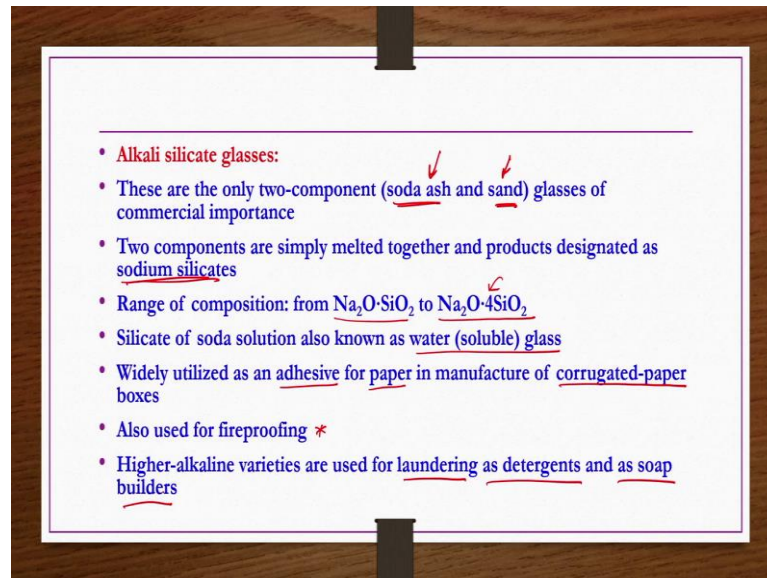 • Alkali silicate glasses:
• These are the only two-component (soda ash and sand) glasses of
commercial importance
• Two components are simply melted together and products designated as
sodium silicates
• Range of composition: from Na₂O·SiO₂ to Na₂O·4SiO₂
• Silicate of soda solution also known as water (soluble) glass
• Widely utilized as an adhesive for paper in manufacture of corrugated-paper
boxes
• Also used for fireproofing *
• Higher-alkaline varieties are used for laundering as detergents and as soap
builders